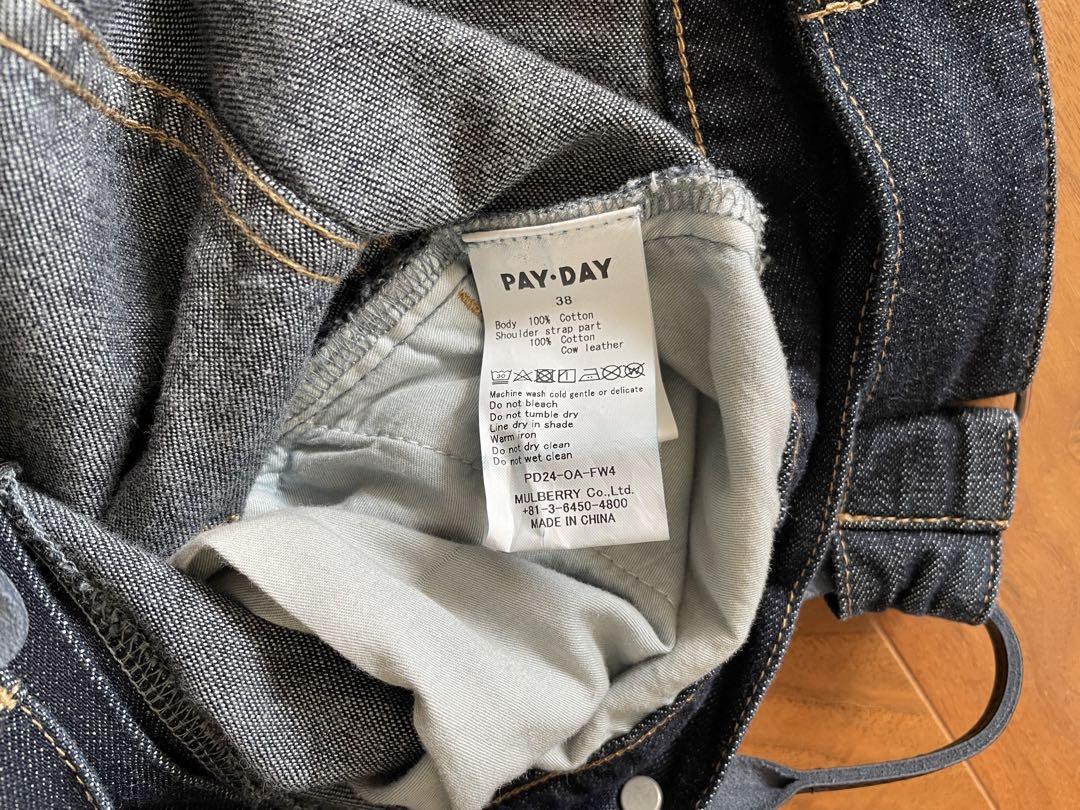 PAY·DAY
38
Body 100% Cotton
Shoulder strap part
100% Cotton
Cow leather
30
Machine wash cold gentle or delicate
Do not bleach
Do not tumble dry
Line dry in shade
Warm iron
Do not dry clean
Do not wet clean
PD24-OA-FW4
MULBERRY Co.,Ltd.
+81-3-6450-4800
MADE IN CHINA